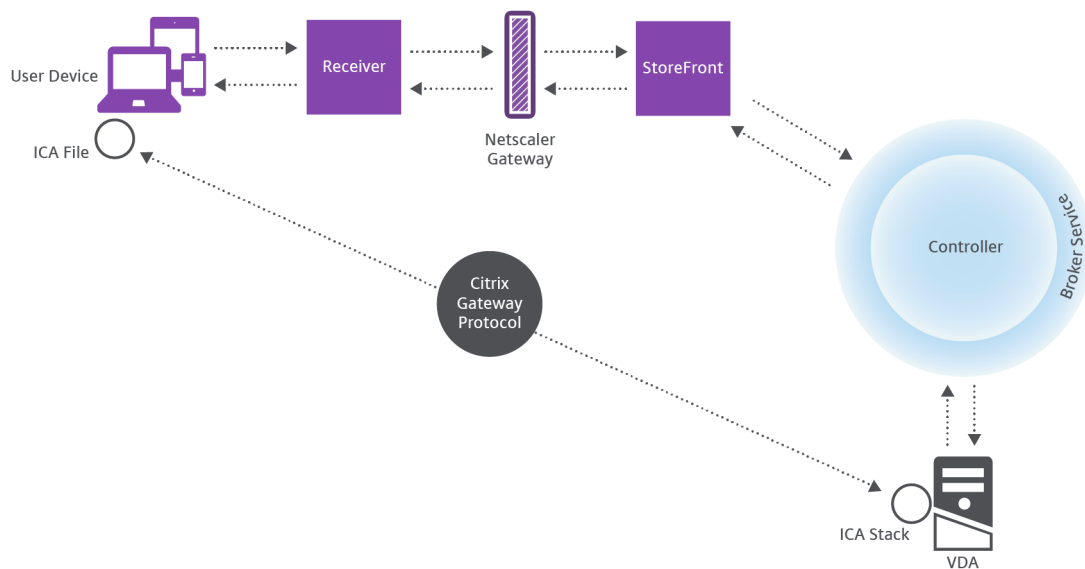 User Device
Receiver
StoreFront
Netscaler
Gateway
ICA File
Controller
Broker Service
Citrix
Gateway
Protocol
ICA Stack
VDA